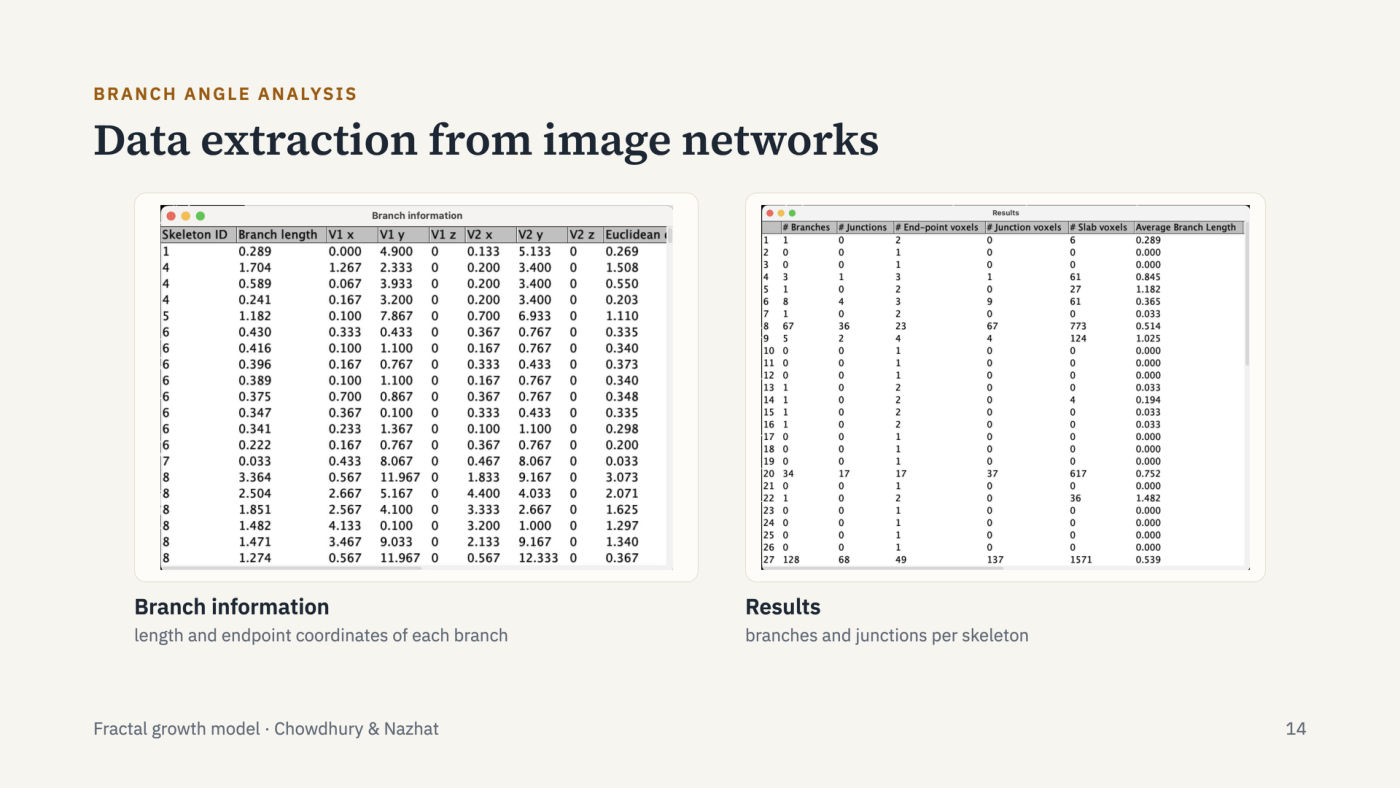 BRANCH ANGLE ANALYSIS
Data extraction from image networks
Branch information
Skeleton ID Branch length V1 x V1 y V1 z V2 x V2 y V2 z Euclidean
1 0.289 0.000 4.900 0 0.133 5.133 0 0.269
4 1.704 1.267 2.333 0 0.200 3.400 0 1.508
4 0.589 0.067 3.933 0 0.200 3.400 0 0.550
4 0.241 0.167 3.200 0 0.200 3.400 0 0.203
5 1.182 0.100 7.867 0 0.700 6.933 0 1.110
6 0.430 0.333 0.433 0 0.367 0.767 0 0.335
6 0.416 0.100 1.100 0 0.167 0.767 0 0.340
6 0.396 0.167 0.767 0 0.333 0.433 0 0.373
6 0.389 0.100 1.100 0 0.167 0.767 0 0.340
6 0.375 0.700 0.867 0 0.367 0.767 0 0.348
6 0.347 0.367 0.100 0 0.333 0.433 0 0.335
6 0.341 0.233 1.367 0 0.100 1.100 0 0.298
6 0.222 0.167 0.767 0 0.367 0.767 0 0.200
7 0.033 0.433 8.067 0 0.467 8.067 0 0.033
8 3.364 0.567 11.967 0 1.833 9.167 0 3.073
8 2.504 2.667 5.167 0 4.400 4.033 0 2.071
8 1.851 2.567 4.100 0 3.333 2.667 0 1.625
8 1.482 4.133 0.100 0 3.200 1.000 0 1.297
8 1.471 3.467 9.033 0 2.133 9.167 0 1.340
8 1.274 0.567 11.967 0 0.567 12.333 0 0.367
Branch information
length and endpoint coordinates of each branch
Results
# Branches # Junctions # End-point voxels # Junction voxels # Slab voxels Average Branch Length
1 1 0 2 0 6 0.289
2 0 0 1 0 0 0.000
3 0 0 1 0 0 0.000
4 3 1 3 1 61 0.845
5 1 0 2 0 27 1.182
6 8 4 3 9 61 0.365
7 1 0 2 0 0 0.033
8 67 36 23 67 773 0.514
9 5 2 4 4 124 1.025
10 0 0 1 0 0 0.000
11 0 0 1 0 0 0.000
12 0 0 1 0 0 0.000
13 1 0 2 0 0 0.033
14 1 0 2 0 4 0.194
15 1 0 2 0 0 0.033
16 1 0 2 0 0 0.033
17 0 0 1 0 0 0.000
18 0 0 1 0 0 0.000
19 0 0 1 0 0 0.000
20 34 17 17 37 617 0.752
21 0 0 1 0 0 0.000
22 1 0 2 0 36 1.482
23 0 0 1 0 0 0.000
24 0 0 1 0 0 0.000
25 0 0 1 0 0 0.000
26 0 0 1 0 0 0.000
27 128 68 49 137 1571 0.539
Results
branches and junctions per skeleton
Fractal growth model · Chowdhury & Nazhat
14